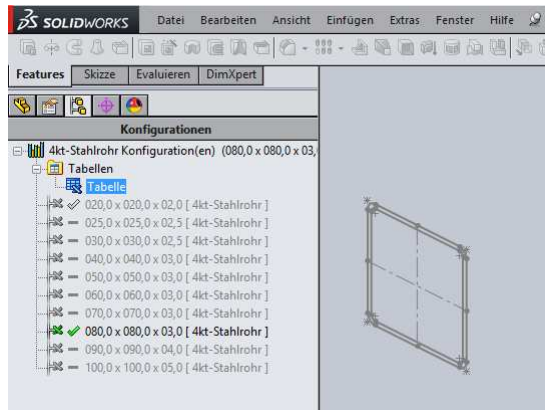 SOLIDWORKS Datei Bearbeiten Ansicht Einfügen Extras Fenster Hilfe
Features Skizze Evaluieren DimXpert
Konfigurationen
4kt-Stahlrohr Konfiguration(en) (080,0 x 080,0 x 03,
Tabellen
Tabelle
020,0 x 020,0 x 02,0 [ 4kt-Stahlrohr ]
025,0 x 025,0 x 02,5 [ 4kt-Stahlrohr ]
030,0 x 030,0 x 02,5 [ 4kt-Stahlrohr ]
040,0 x 040,0 x 03,0 [ 4kt-Stahlrohr ]
050,0 x 050,0 x 03,0 [ 4kt-Stahlrohr ]
060,0 x 060,0 x 03,0 [ 4kt-Stahlrohr ]
070,0 x 070,0 x 03,0 [ 4kt-Stahlrohr ]
080,0 x 080,0 x 03,0 [ 4kt-Stahlrohr ]
090,0 x 090,0 x 04,0 [ 4kt-Stahlrohr ]
100,0 x 100,0 x 05,0 [ 4kt-Stahlrohr ]